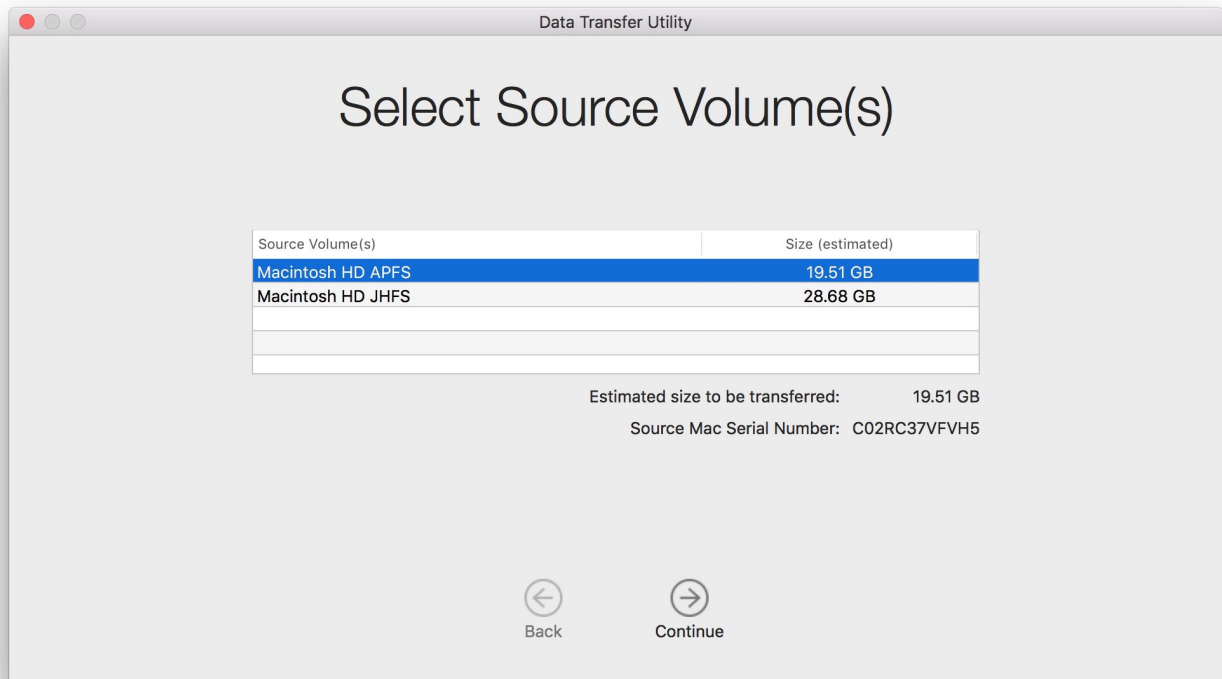 Data Transfer Utility
Select Source Volume(s)
Source Volume(s) Size (estimated)
Macintosh HD APFS 19.51 GB
Macintosh HD JHFS 28.68 GB
Estimated size to be transferred: 19.51 GB
Source Mac Serial Number: C02RC37VFVH5
Back Continue